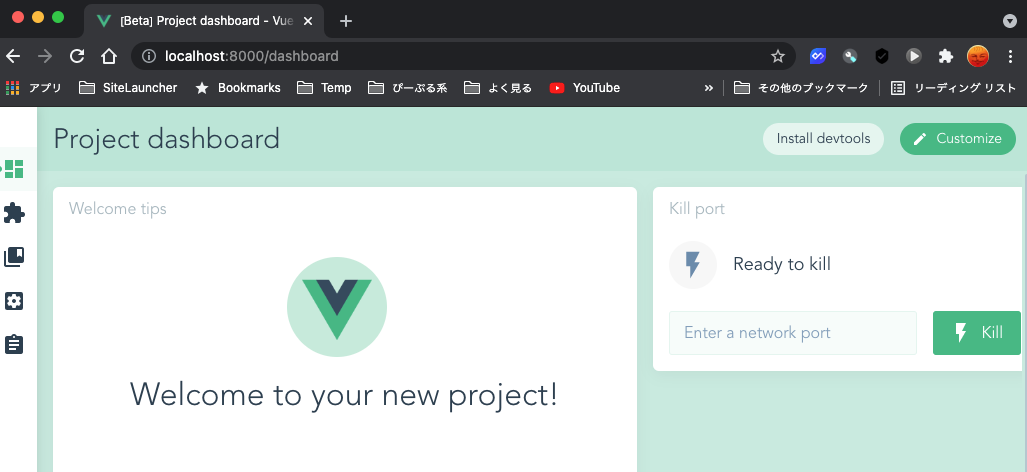 [Beta] Project dashboard - Vue
localhost:8000/dashboard
アプリ SiteLauncher Bookmarks Temp ぴーぷる系 よく見る YouTube » その他のブックマーク リーディング リスト
Project dashboard
Install devtools
Customize
Welcome tips
Welcome to your new project!
Kill port
Ready to kill
Enter a network port
Kill